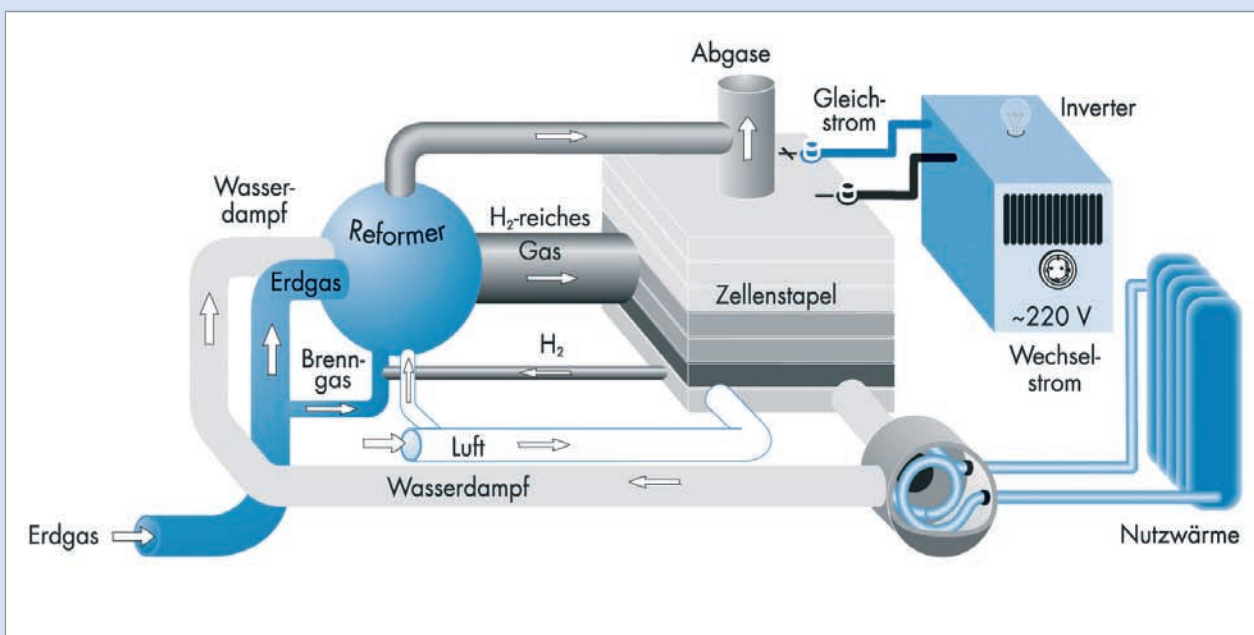 Abgase
Gleich-
strom
Inverter
Wasser-
dampf
Reformer
H₂-reiches
Gas
Erdgas
Zellenstapel
~220 V
Wechsel-
strom
H₂
Brenn-
gas
Luft
Wasserdampf
Erdgas
Nutzwärme
+
–